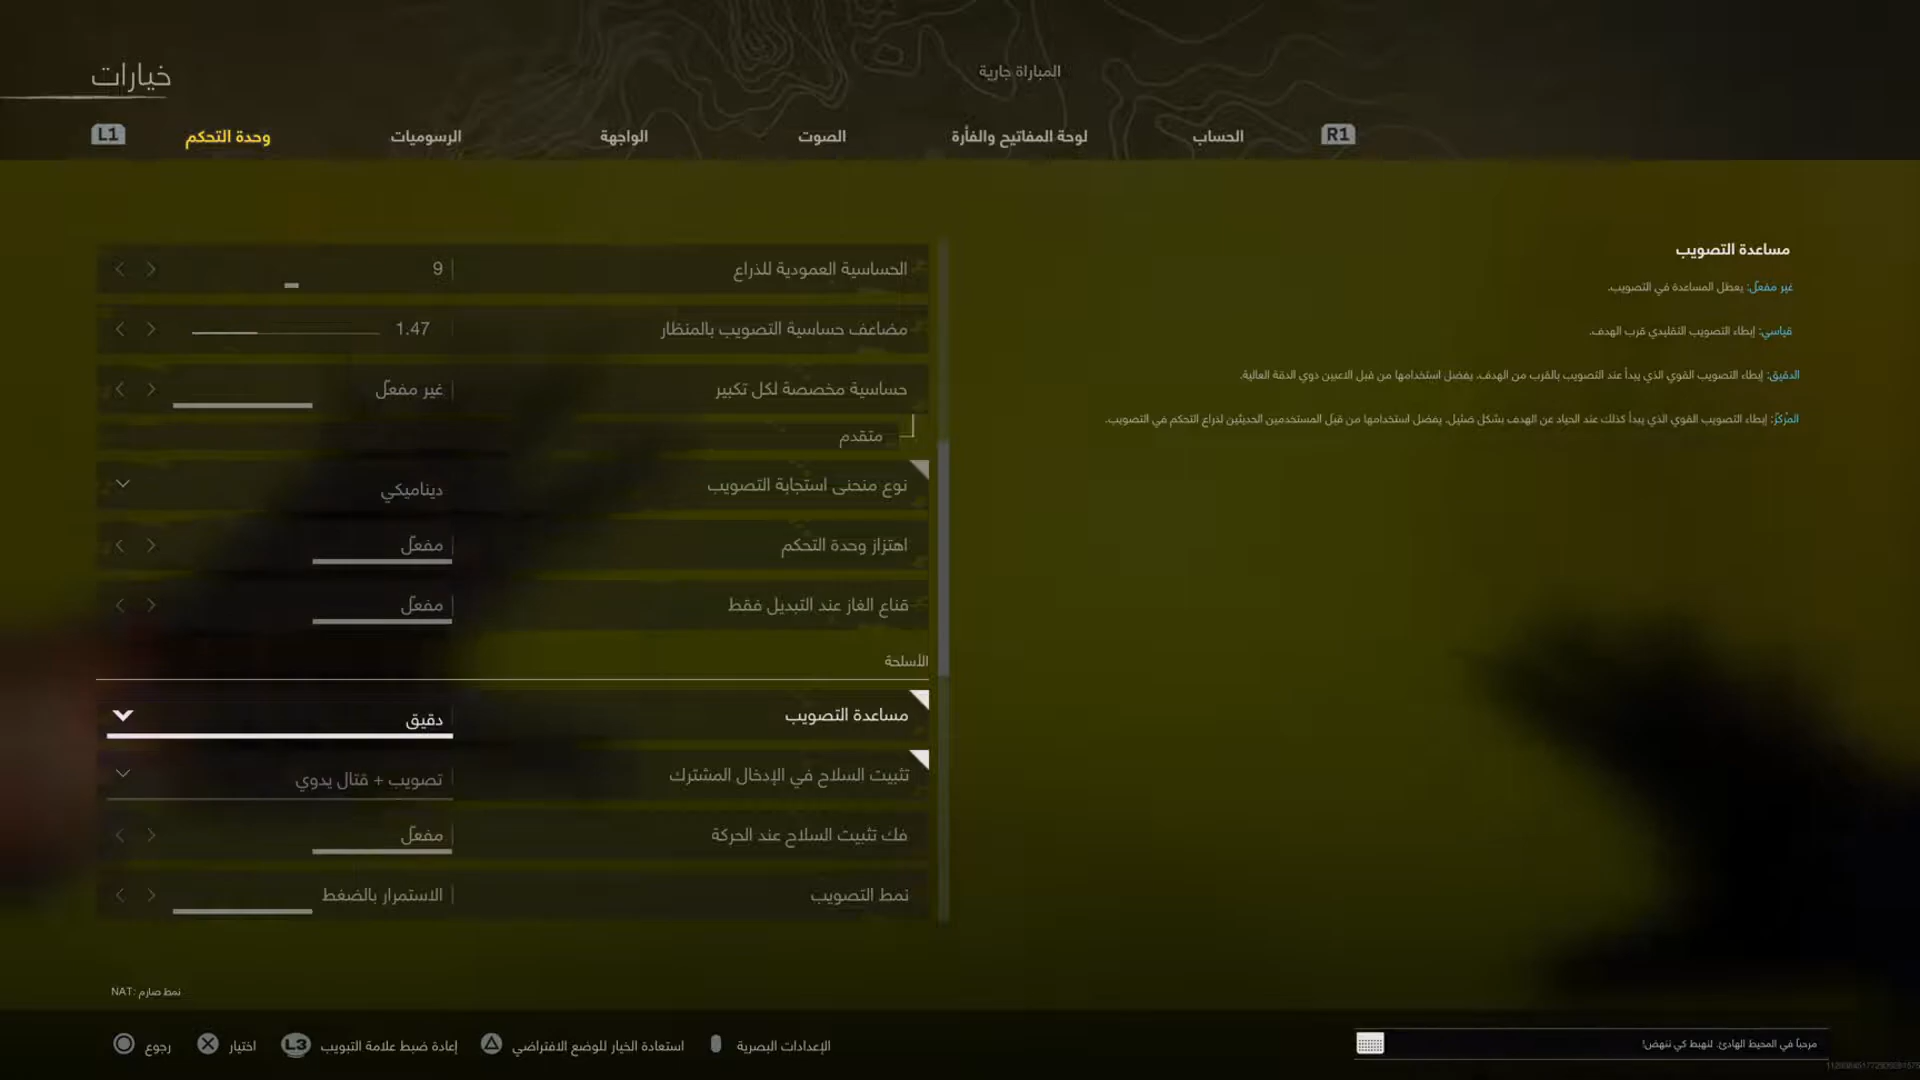 خيارات
المباراة جارية
L1 وحدة التحكم الرسوميات الواجهة الصوت لوحة المفاتيح والفأرة الحساب R1
الحساسية العمودية للذراع 9
مضاعف حساسية التصويب بالمنظار 1.47
حساسية مخصصة لكل تكبير غير مفعّل
متقدم
نوع منحنى استجابة التصويب ديناميكي
اهتزاز وحدة التحكم مفعّل
قناع الغاز عند التبديل فقط مفعّل
الأسلحة
مساعدة التصويب دقيق
تثبيت السلاح في الإدخال المشترك تصويب + قتال يدوي
فك تثبيت السلاح عند الحركة مفعّل
نمط التصويب الاستمرار بالضغط
مساعدة التصويب
غير مفعّل: يعطل المساعدة في التصويب.
قياسي: إبطاء التصويب التقليدي قرب الهدف.
الدقيق: إبطاء التصويب القوي الذي يبدأ عند التصويب بالقرب من الهدف. يفضل استخدامها من قبل الاعبين ذوي الدقة العالية.
المُركّز: إبطاء التصويب القوي الذي يبدأ كذلك عند الحياد عن الهدف بشكل ضئيل. يفضل استخدامها من قبل المستخدمين الحديثين لذراع التحكم في التصويب.
NAT: نمط صارم
رجوع اختيار L3 إعادة ضبط علامة التبويب استعادة الخيار للوضع الافتراضي الإعدادات البصرية
مرحباً في المحيط الهادئ. لنهبط كي ننهض!